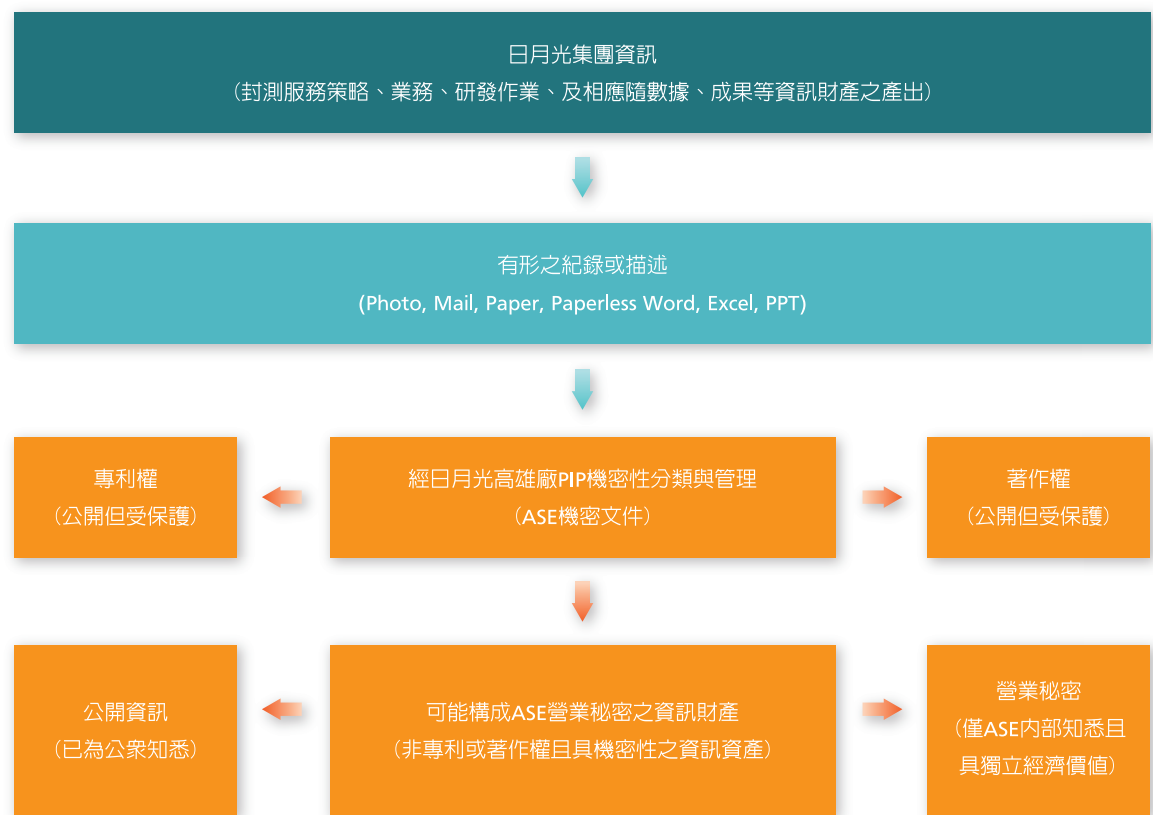 日月光集團資訊
（封測服務策略、業務、研發作業、及相應隨數據、成果等資訊財產之產出）
有形之紀錄或描述
(Photo, Mail, Paper, Paperless Word, Excel, PPT)
專利權
（公開但受保護）
經日月光高雄廠PIP機密性分類與管理
（ASE機密文件）
著作權
（公開但受保護）
公開資訊
（已為公眾知悉）
可能構成ASE營業秘密之資訊財產
（非專利或著作權且具機密性之資訊資產）
營業秘密
（僅ASE內部知悉且
具獨立經濟價值）